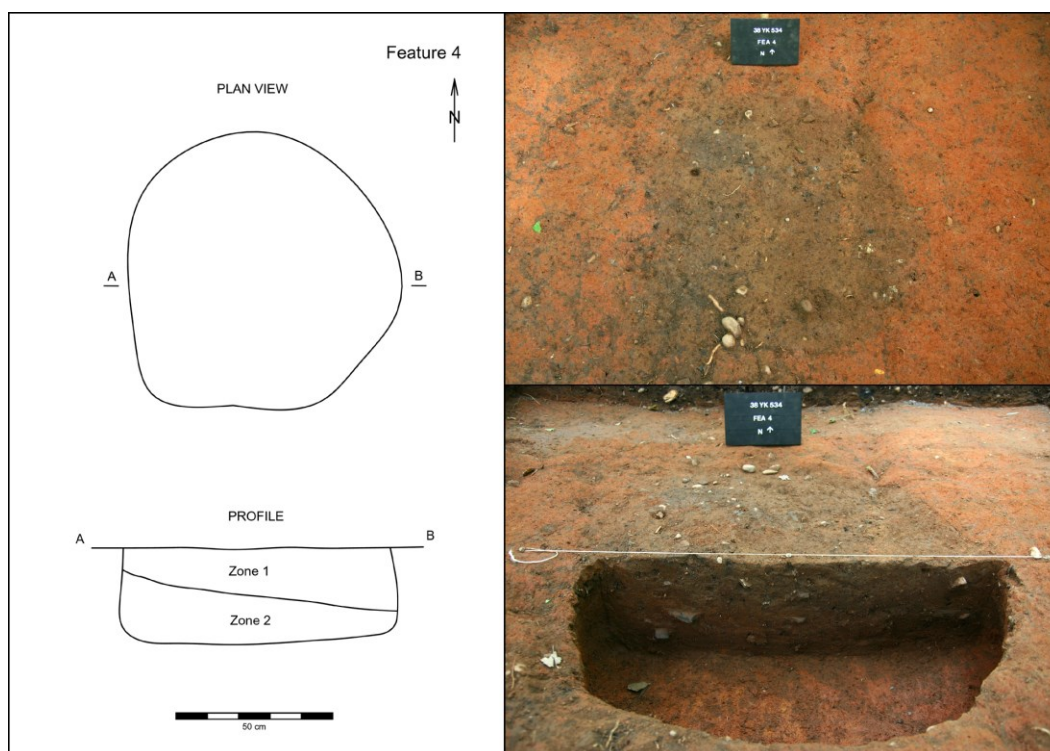 Feature 4
PLAN VIEW
N
A
B
PROFILE
A
B
Zone 1
Zone 2
50 cm
38 YK 534
FEA 4
N ↑
38 YK 534
FEA 4
N ↑